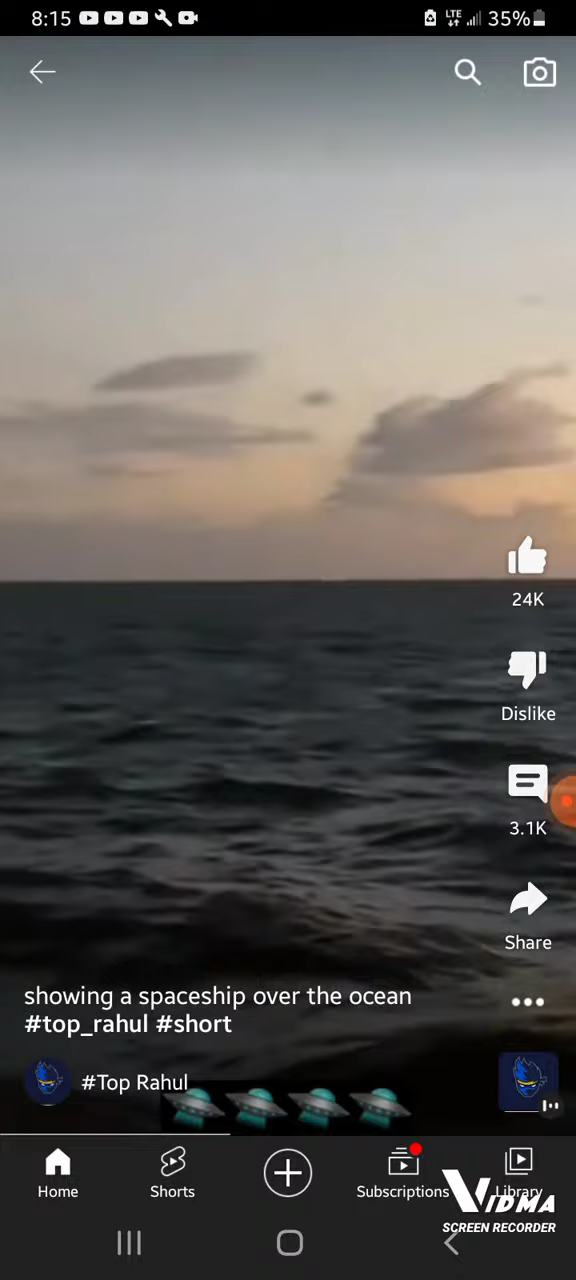 8:15
LTE
35%
24K
Dislike
3.1K
Share
showing a spaceship over the ocean
#top_rahul #short
#Top Rahul
Home
Shorts
Subscriptions
Library
VIDMA
SCREEN RECORDER